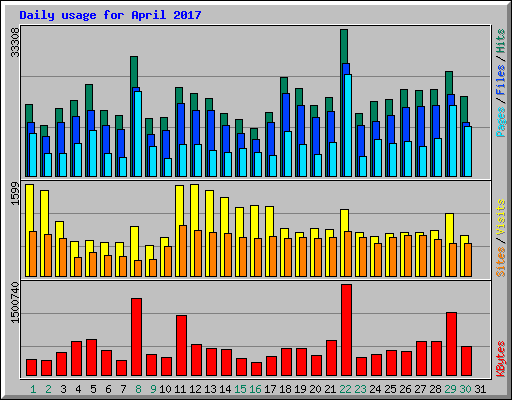 Daily usage for April 2017
33308
Pages / Files / Hits
1599
Sites / Visits
1500740
KBytes
1 2 3 4 5 6 7 8 9 10 11 12 13 14 15 16 17 18 19 20 21 22 23 24 25 26 27 28 29 30 31